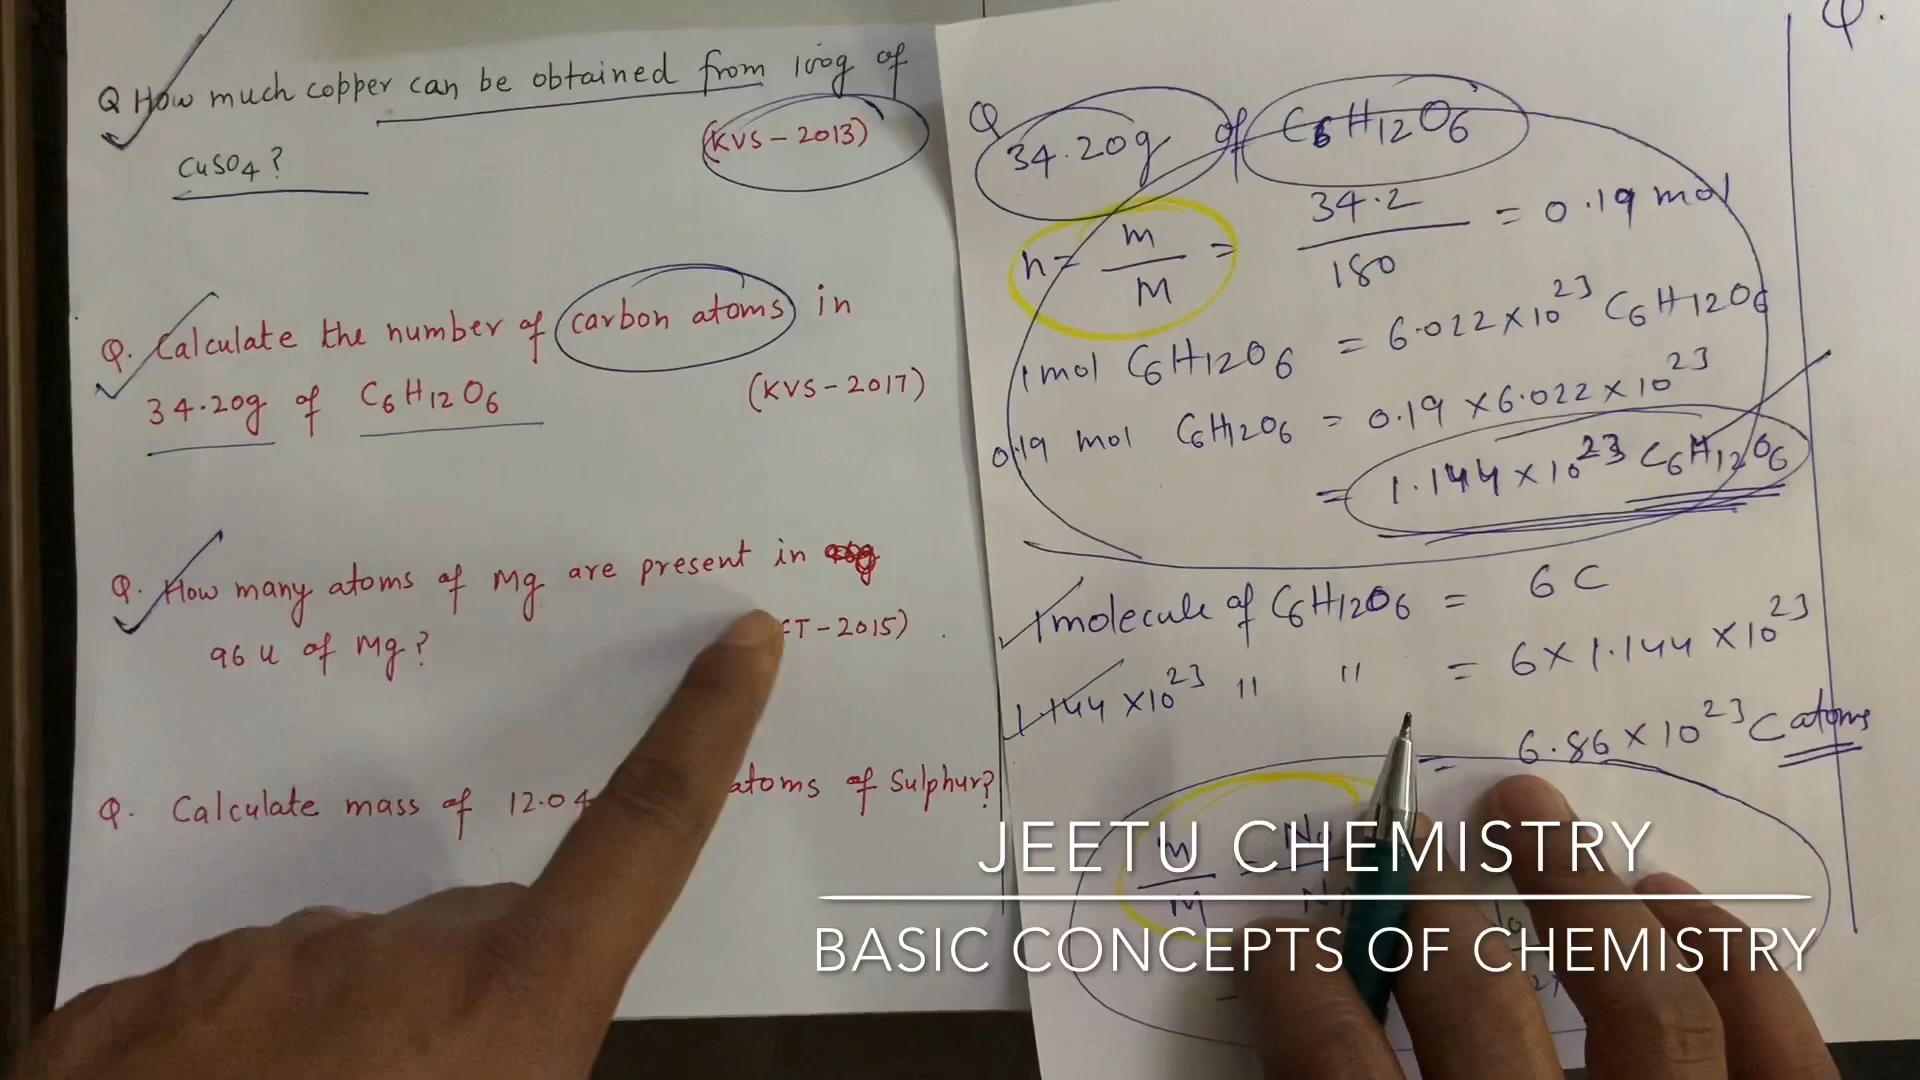 Q How much copper can be obtained from 100g of
CuSO4?
(KVS-2013)
Q. Calculate the number of carbon atoms in
34.20g of C6H12O6
(KVS-2017)
Q. How many atoms of Mg are present in
96 u of Mg?
T-2015)
Q. Calculate mass of 12.04 atoms of Sulphur?
Q.
Q
34.20g of C6H12O6
n = m/M = 34.2/180 = 0.19 mol
1 mol C6H12O6 = 6.022×10^23 C6H12O6
0.19 mol C6H12O6 = 0.19×6.022×10^23
= 1.144×10^23 C6H12O6
1 molecule of C6H12O6 = 6 C
1.144×10^23 " " = 6×1.144×10^23
= 6.86×10^23 C atoms
m/M =
JEETU CHEMISTRY
BASIC CONCEPTS OF CHEMISTRY